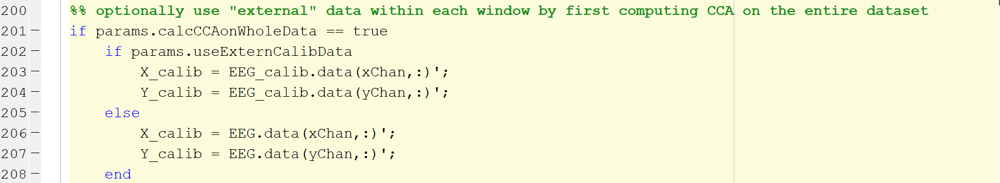 200 %% optionally use "external" data within each window by first computing CCA on the entire dataset
201 – if params.calcCCAonWholeData == true
202 – if params.useExternCalibData
203 – X_calib = EEG_calib.data(xChan,:)';
204 – Y_calib = EEG_calib.data(yChan,:)';
205 – else
206 – X_calib = EEG.data(xChan,:)';
207 – Y_calib = EEG.data(yChan,:)';
208 – end